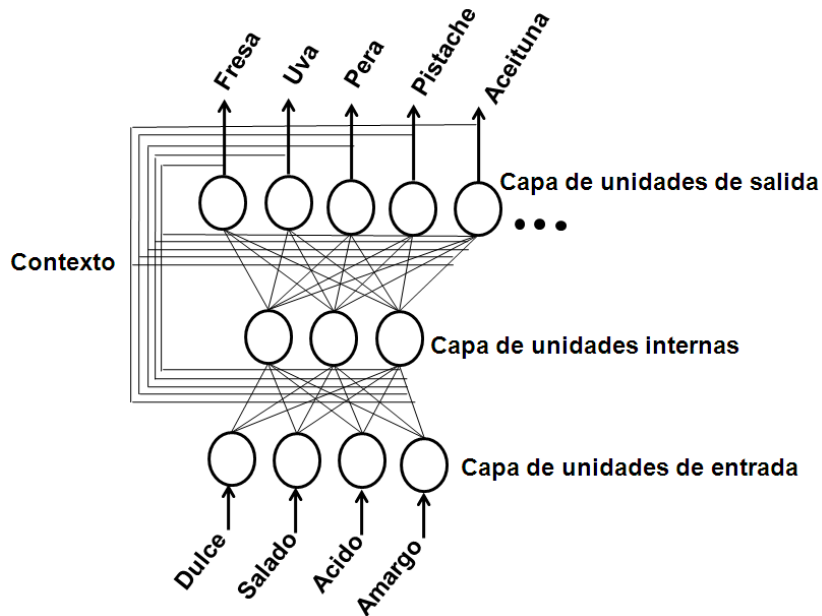 Fresa
Uva
Pera
Pistache
Aceituna
Capa de unidades de salida
Contexto
Capa de unidades internas
Capa de unidades de entrada
Dulce
Salado
Acido
Amargo